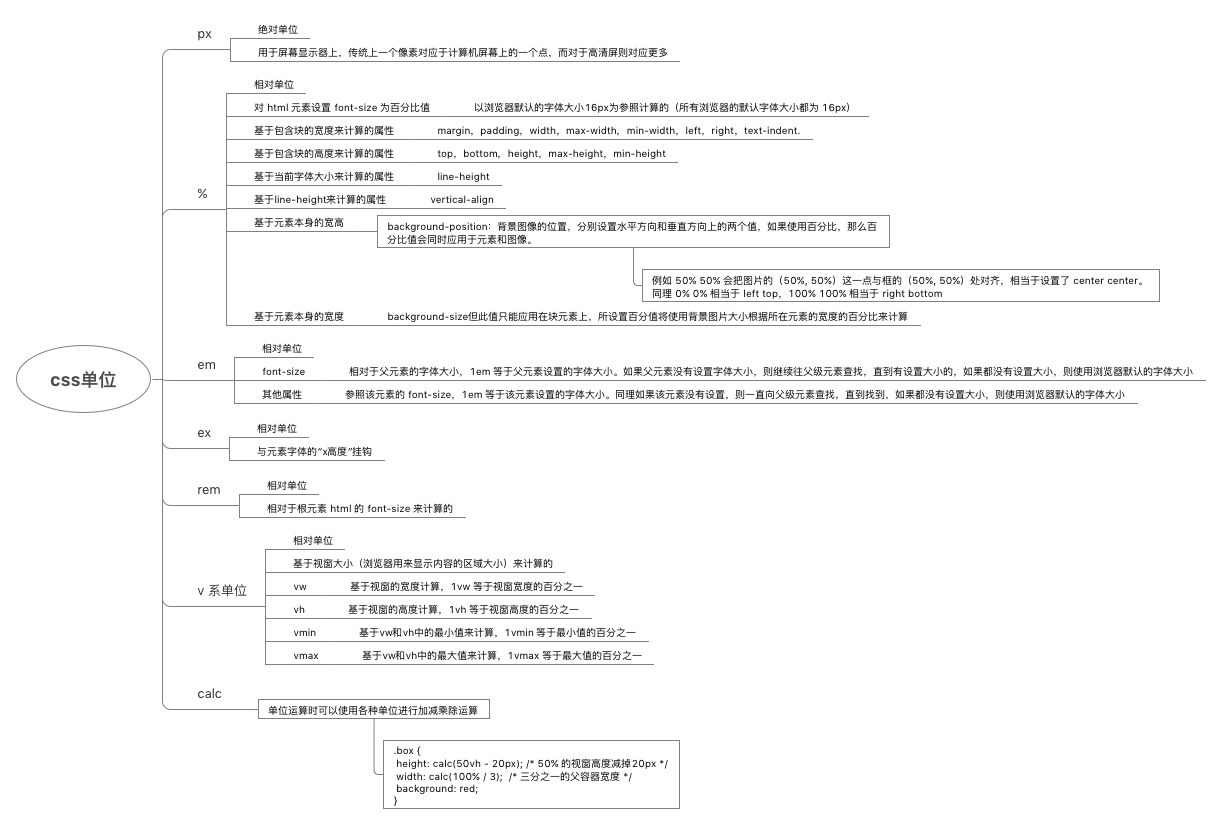 css单位
px
绝对单位
用于屏幕显示器上，传统上一个像素对应于计算机屏幕上的一个点，而对于高清屏则对应更多
%
相对单位
对 html 元素设置 font-size 为百分比值 以浏览器默认的字体大小16px为参照计算的（所有浏览器的默认字体大小都为 16px）
基于包含块的宽度来计算的属性 margin，padding，width，max-width，min-width，left，right，text-indent.
基于包含块的高度来计算的属性 top，bottom，height，max-height，min-height
基于当前字体大小来计算的属性 line-height
基于line-height来计算的属性 vertical-align
基于元素本身的宽高
background-position：背景图像的位置，分别设置水平方向和垂直方向上的两个值，如果使用百分比，那么百
分比值会同时应用于元素和图像。
例如 50% 50% 会把图片的（50%, 50%）这一点与框的（50%, 50%）处对齐，相当于设置了 center center。
同理 0% 0% 相当于 left top，100% 100% 相当于 right bottom
基于元素本身的宽度 background-size但此值只能应用在块元素上，所设置百分值将使用背景图片大小根据所在元素的宽度的百分比来计算
em
相对单位
font-size 相对于父元素的字体大小，1em 等于父元素设置的字体大小。如果父元素没有设置字体大小，则继续往父级元素查找，直到有设置大小的，如果都没有设置大小，则使用浏览器默认的字体大小
其他属性 参照该元素的 font-size，1em 等于该元素设置的字体大小。同理如果该元素没有设置，则一直向父级元素查找，直到找到，如果都没有设置大小，则使用浏览器默认的字体大小
ex
相对单位
与元素字体的“x高度”挂钩
rem
相对单位
相对于根元素 html 的 font-size 来计算的
v 系单位
相对单位
基于视窗大小（浏览器用来显示内容的区域大小）来计算的
vw 基于视窗的宽度计算，1vw 等于视窗宽度的百分之一
vh 基于视窗的高度计算，1vh 等于视窗高度的百分之一
vmin 基于vw和vh中的最小值来计算，1vmin 等于最小值的百分之一
vmax 基于vw和vh中的最大值来计算，1vmax 等于最大值的百分之一
calc
单位运算时可以使用各种单位进行加减乘除运算
.box {
height: calc(50vh - 20px); /* 50% 的视窗高度减掉20px */
width: calc(100% / 3); /* 三分之一的父容器宽度 */
background: red;
}